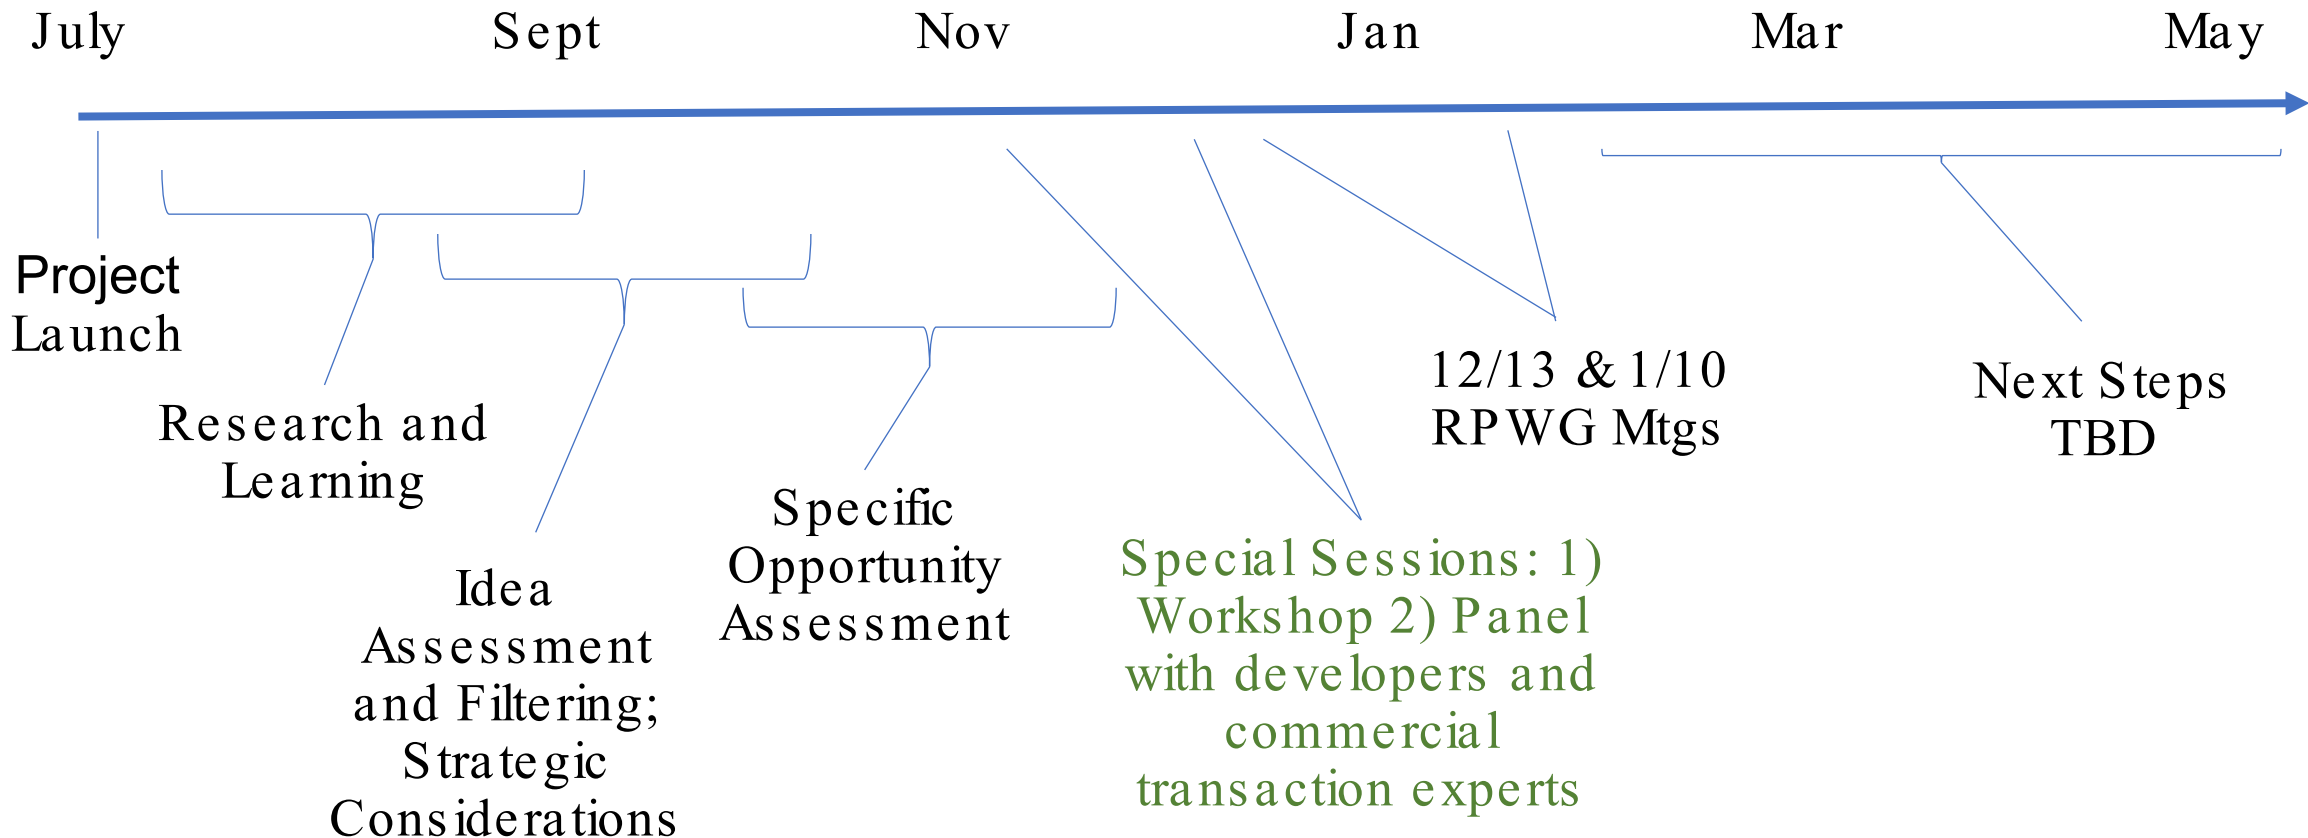 July Sept Nov Jan Mar May
Project
Launch
Research and
Learning
Idea
Assessment
and Filtering;
Strategic
Considerations
Specific
Opportunity
Assessment
Special Sessions: 1)
Workshop 2) Panel
with developers and
commercial
transaction experts
12/13 & 1/10
RPWG Mtgs
Next Steps
TBD